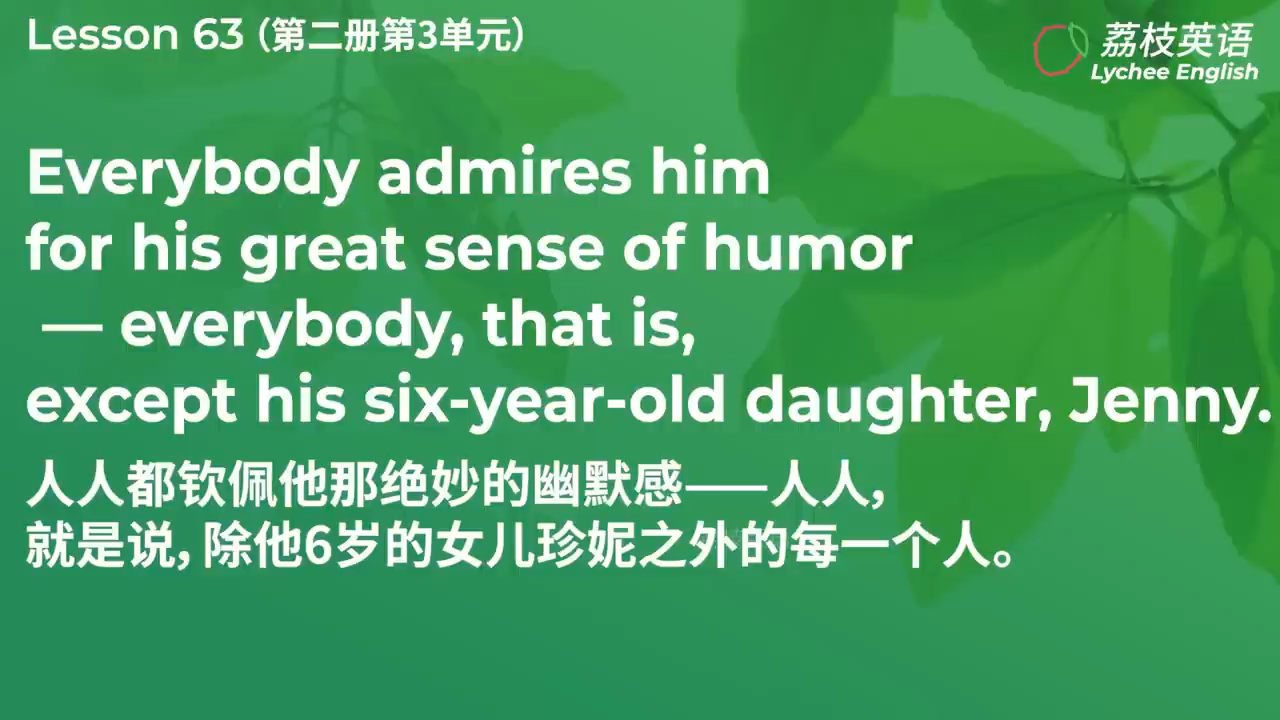 Lesson 63 (第二册第3单元)
荔枝英语
Lychee English
Everybody admires him
for his great sense of humor
— everybody, that is,
except his six-year-old daughter, Jenny.
人人都钦佩他那绝妙的幽默感——人人,
就是说, 除他6岁的女儿珍妮之外的每一个人。